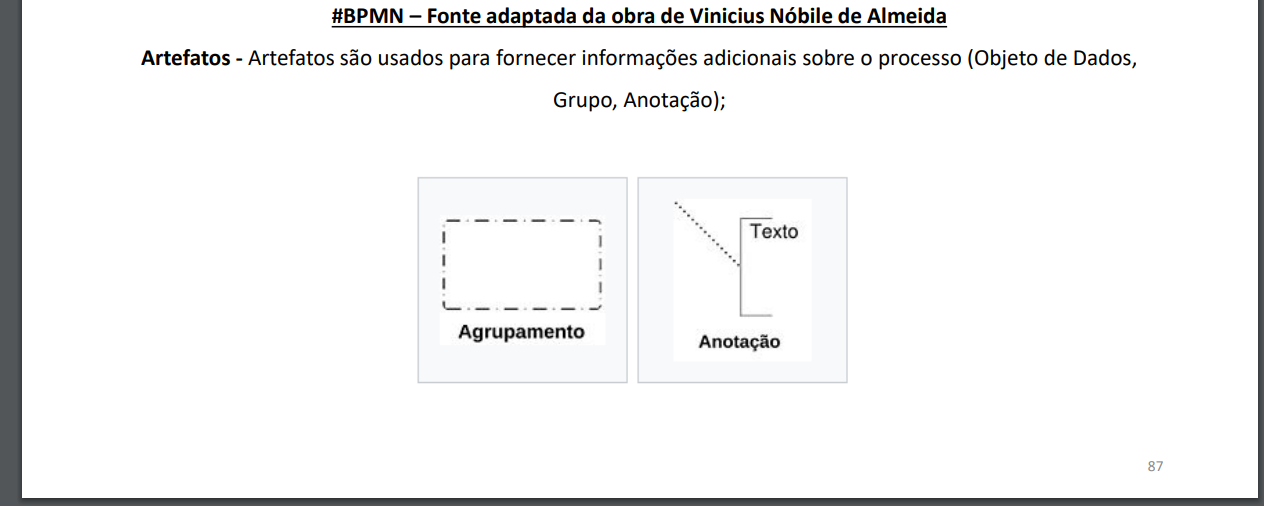 #BPMN – Fonte adaptada da obra de Vinicius Nóbile de Almeida
Artefatos - Artefatos são usados para fornecer informações adicionais sobre o processo (Objeto de Dados,
Grupo, Anotação);
Texto
Agrupamento
Anotação
87